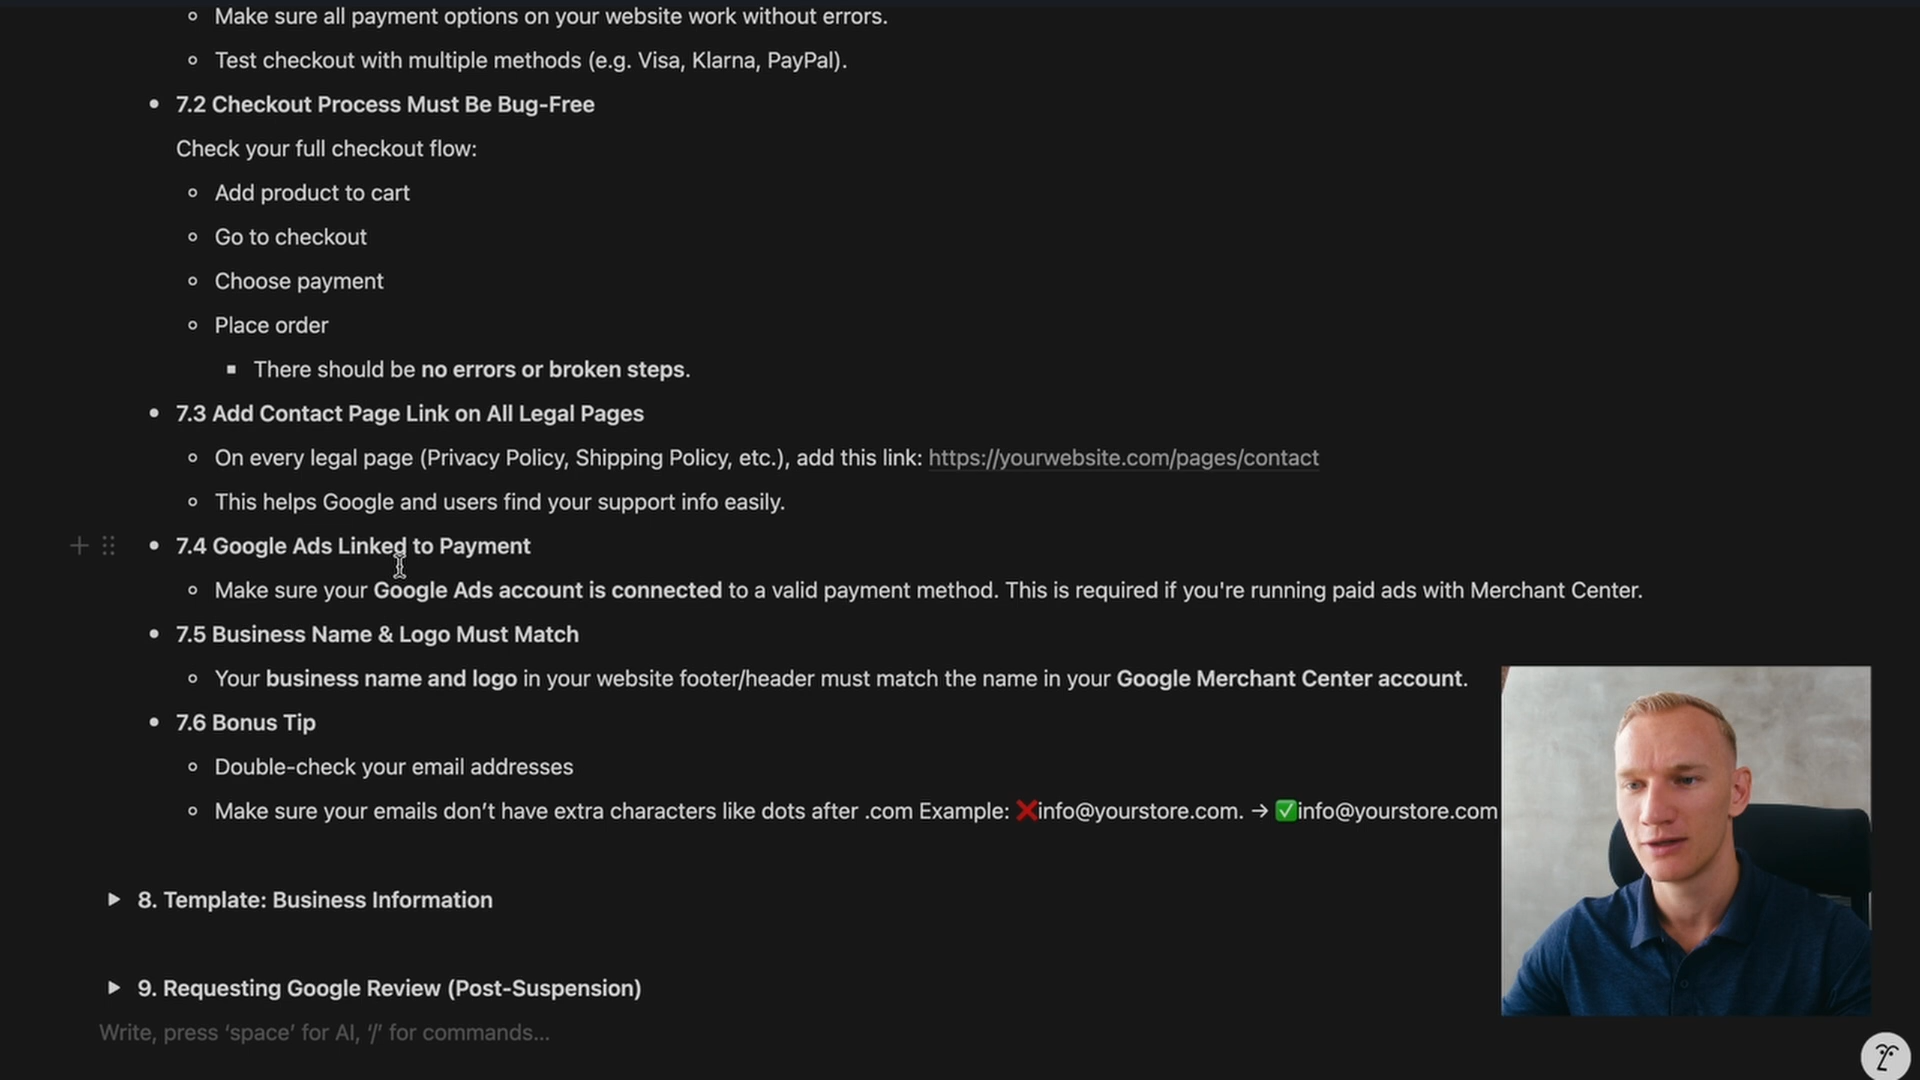 Make sure all payment options on your website work without errors.
Test checkout with multiple methods (e.g. Visa, Klarna, PayPal).
7.2 Checkout Process Must Be Bug-Free
Check your full checkout flow:
Add product to cart
Go to checkout
Choose payment
Place order
There should be no errors or broken steps.
7.3 Add Contact Page Link on All Legal Pages
On every legal page (Privacy Policy, Shipping Policy, etc.), add this link: https://yourwebsite.com/pages/contact
This helps Google and users find your support info easily.
7.4 Google Ads Linked to Payment
Make sure your Google Ads account is connected to a valid payment method. This is required if you're running paid ads with Merchant Center.
7.5 Business Name & Logo Must Match
Your business name and logo in your website footer/header must match the name in your Google Merchant Center account.
7.6 Bonus Tip
Double-check your email addresses
Make sure your emails don’t have extra characters like dots after .com Example: ❌info@yourstore.com. → ✅info@yourstore.com
8. Template: Business Information
9. Requesting Google Review (Post-Suspension)
Write, press ‘space’ for AI, ‘/’ for commands...